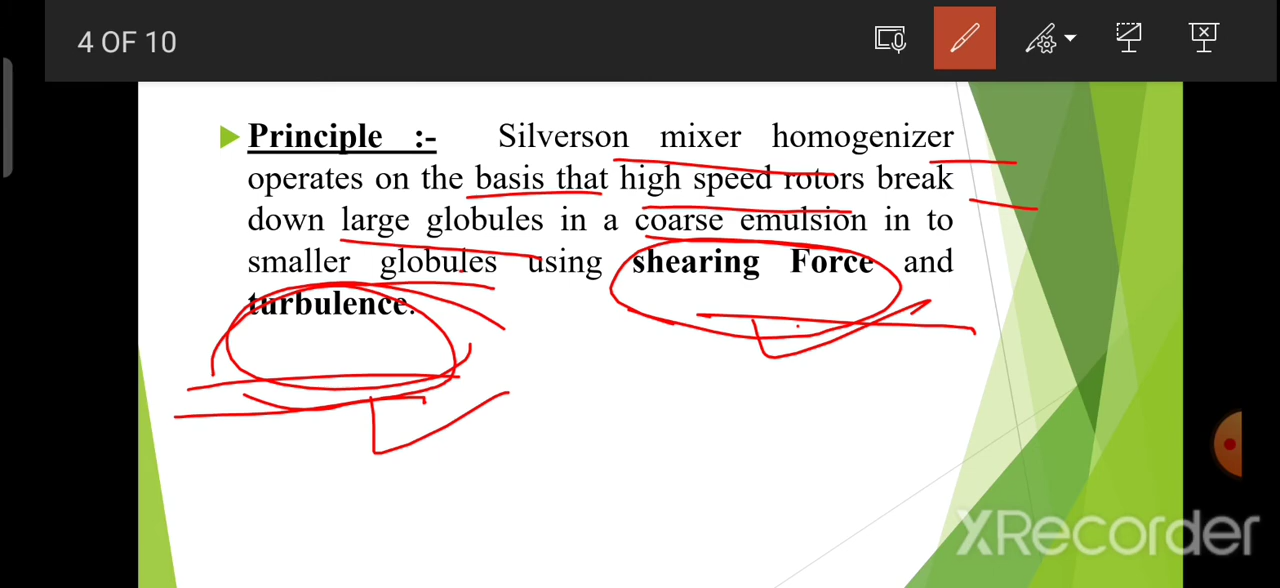 4 OF 10
Principle :- Silverson mixer homogenizer
operates on the basis that high speed rotors break
down large globules in a coarse emulsion in to
smaller globules using shearing Force and
turbulence.
XRecorder